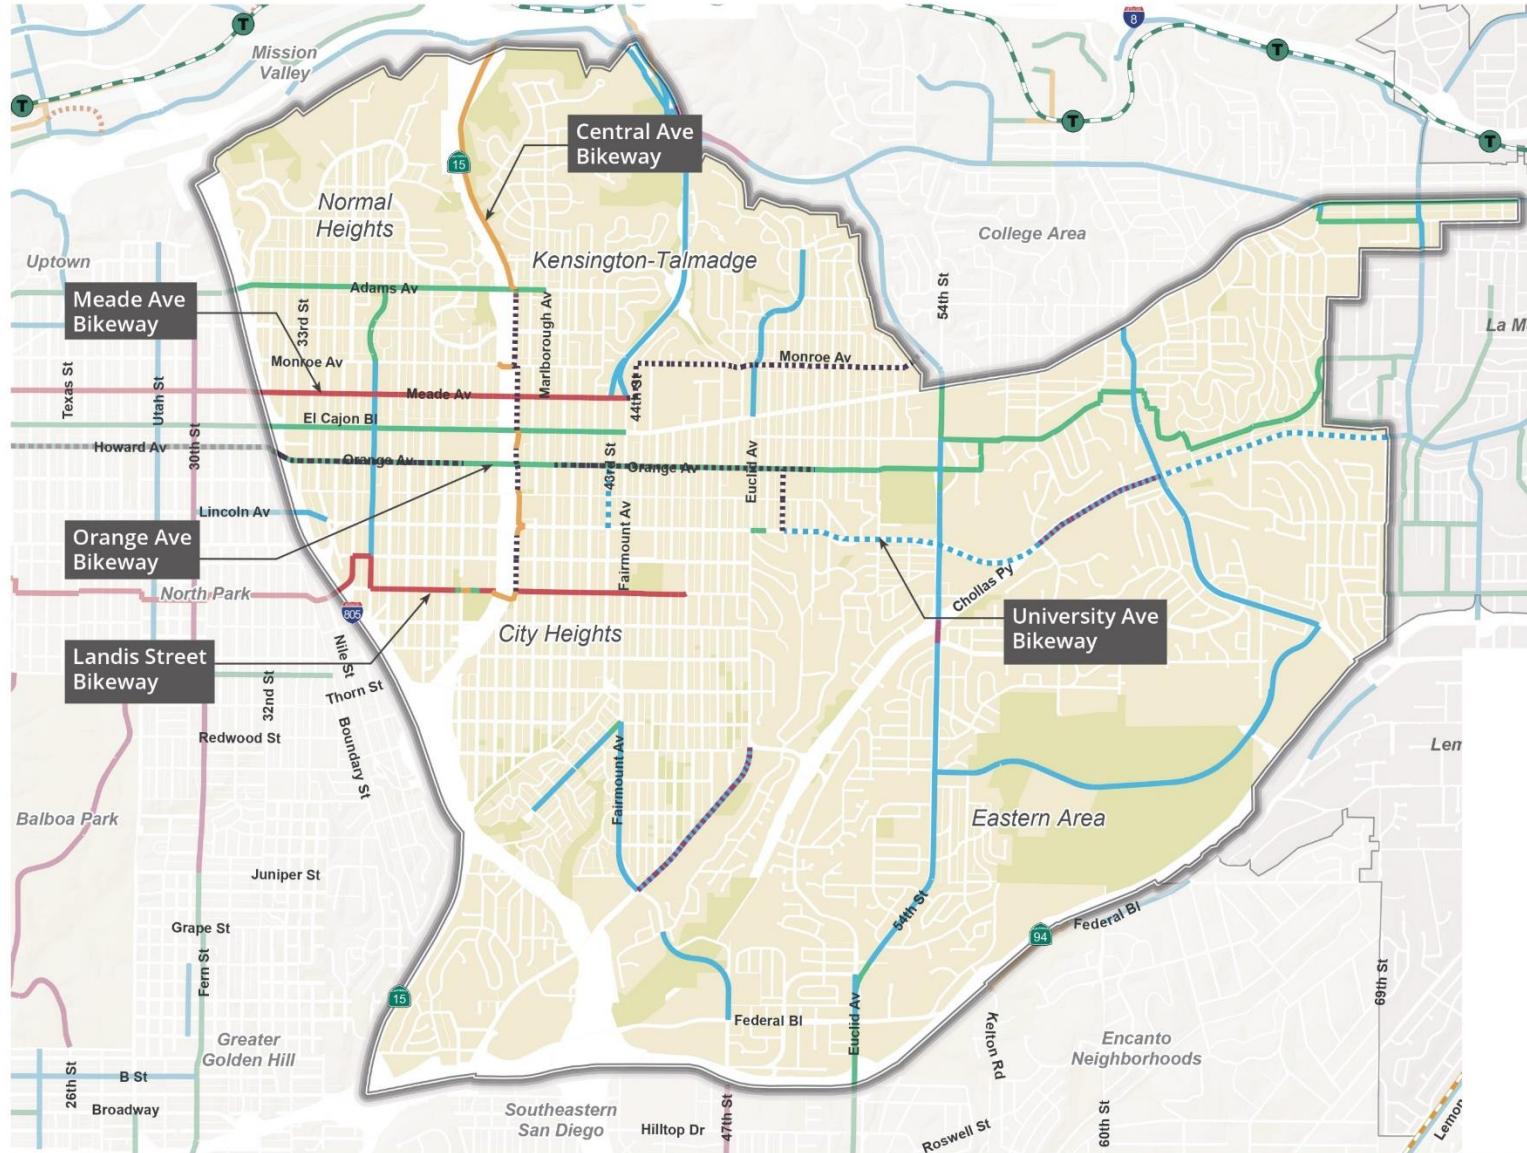 8
T
T
Mission
Valley
T
T
T
Central Ave
Bikeway
15
Normal
Heights
Uptown
Kensington-Talmadge
College Area
54th St
Meade Ave
Bikeway
Adams Av
33rd St
Marlborough Av
La M
Monroe Av
Monroe Av
Texas St
Utah St
Meade Av
44th St
El Cajon Bl
Howard Av
30th St
Orange Av
43rd St
Orange Av
Euclid Av
Lincoln Av
Fairmount Av
Orange Ave
Bikeway
North Park
805
Chollas Py
University Ave
Bikeway
City Heights
Landis Street
Bikeway
Nile St
Thorn St
32nd St
Redwood St
Boundary St
Fairmount Av
Lem
Balboa Park
Eastern Area
Juniper St
Grape St
Fern St
54th St
Federal Bl
94
15
69th St
Federal Bl
Euclid Av
Kelton Rd
Greater
Golden Hill
Encanto
Neighborhoods
26th St
B St
Broadway
Southeastern
San Diego
Hilltop Dr
47th St
Roswell St
60th St
Lemon